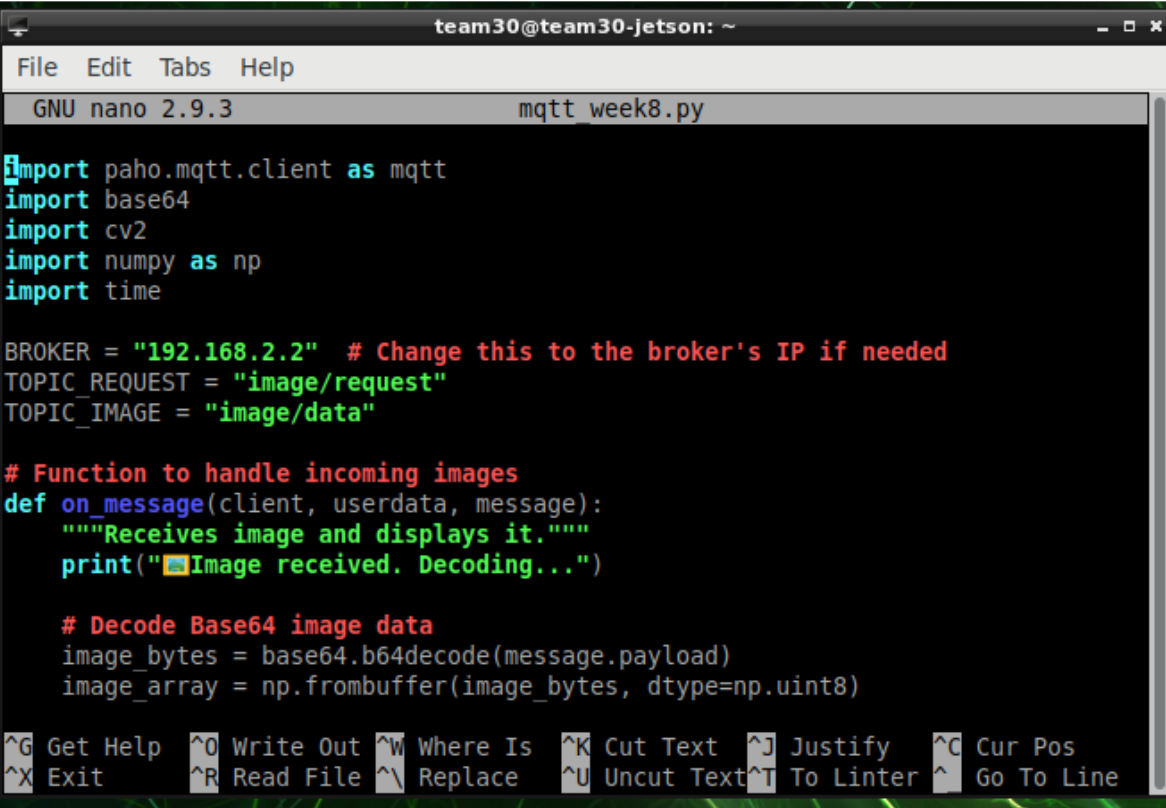 team30@team30-jetson: ~
File Edit Tabs Help
GNU nano 2.9.3 mqtt_week8.py
import paho.mqtt.client as mqtt
import base64
import cv2
import numpy as np
import time
BROKER = "192.168.2.2"  # Change this to the broker's IP if needed
TOPIC_REQUEST = "image/request"
TOPIC_IMAGE = "image/data"
# Function to handle incoming images
def on_message(client, userdata, message):
    """Receives image and displays it."""
    print("🖼️Image received. Decoding...")
    # Decode Base64 image data
    image_bytes = base64.b64decode(message.payload)
    image_array = np.frombuffer(image_bytes, dtype=np.uint8)
^G Get Help ^O Write Out ^W Where Is ^K Cut Text ^J Justify ^C Cur Pos
^X Exit ^R Read File ^\ Replace ^U Uncut Text ^T To Linter ^_ Go To Line